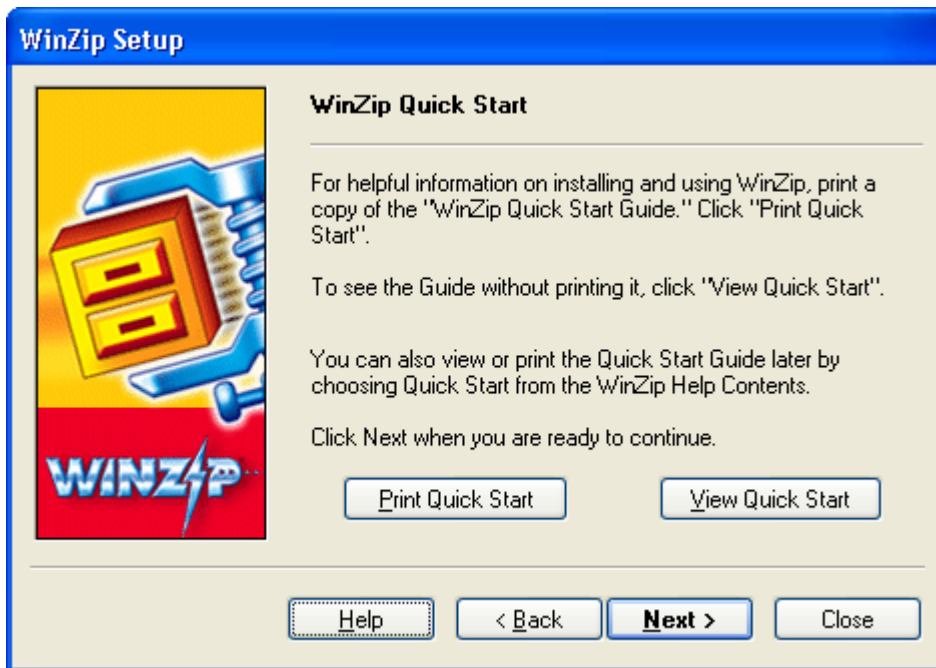 WinZip Setup
WinZip Quick Start
For helpful information on installing and using WinZip, print a
copy of the "WinZip Quick Start Guide." Click "Print Quick
Start".
To see the Guide without printing it, click "View Quick Start".
You can also view or print the Quick Start Guide later by
choosing Quick Start from the WinZip Help Contents.
Click Next when you are ready to continue.
WINZIP
Print Quick Start
View Quick Start
Help
< Back
Next >
Close